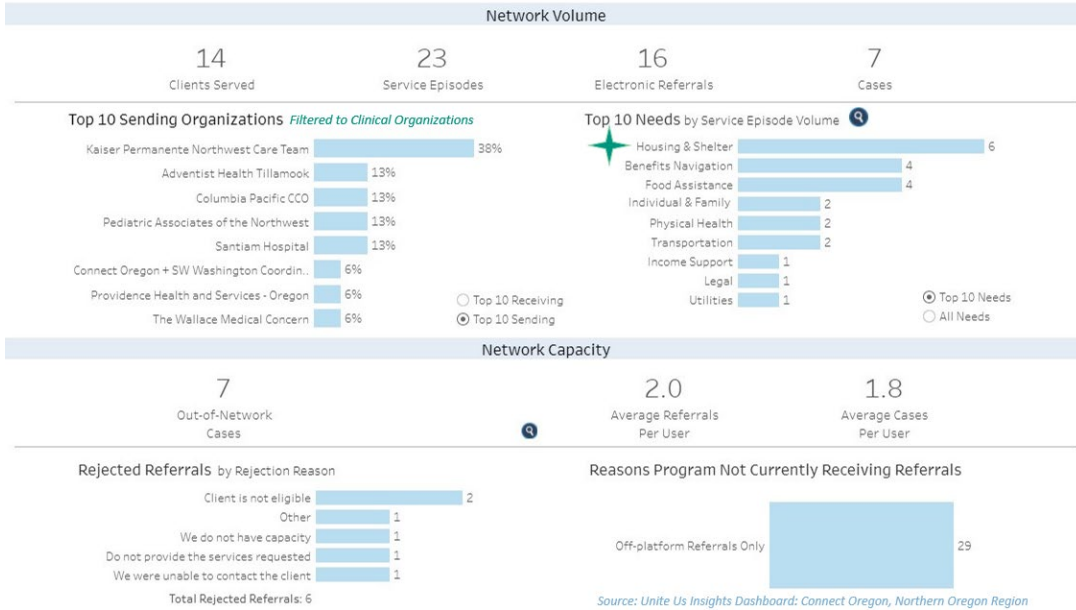 Network Volume
14
Clients Served
23
Service Episodes
16
Electronic Referrals
7
Cases
Top 10 Sending Organizations Filtered to Clinical Organizations
Kaiser Permanente Northwest Care Team 38%
Adventist Health Tillamook 13%
Columbia Pacific CCO 13%
Pediatric Associates of the Northwest 13%
Santiam Hospital 13%
Connect Oregon + SW Washington Coordin.. 6%
Providence Health and Services - Oregon 6%
The Wallace Medical Concern 6%
Top 10 Receiving
Top 10 Sending
Top 10 Needs by Service Episode Volume
Housing & Shelter 6
Benefits Navigation 4
Food Assistance 4
Individual & Family 2
Physical Health 2
Transportation 2
Income Support 1
Legal 1
Utilities 1
Top 10 Needs
All Needs
Network Capacity
7
Out-of-Network
Cases
2.0
Average Referrals
Per User
1.8
Average Cases
Per User
Rejected Referrals by Rejection Reason
Client is not eligible 2
Other 1
We do not have capacity 1
Do not provide the services requested 1
We were unable to contact the client 1
Total Rejected Referrals: 6
Reasons Program Not Currently Receiving Referrals
Off-platform Referrals Only 29
Source: Unite Us Insights Dashboard: Connect Oregon, Northern Oregon Region